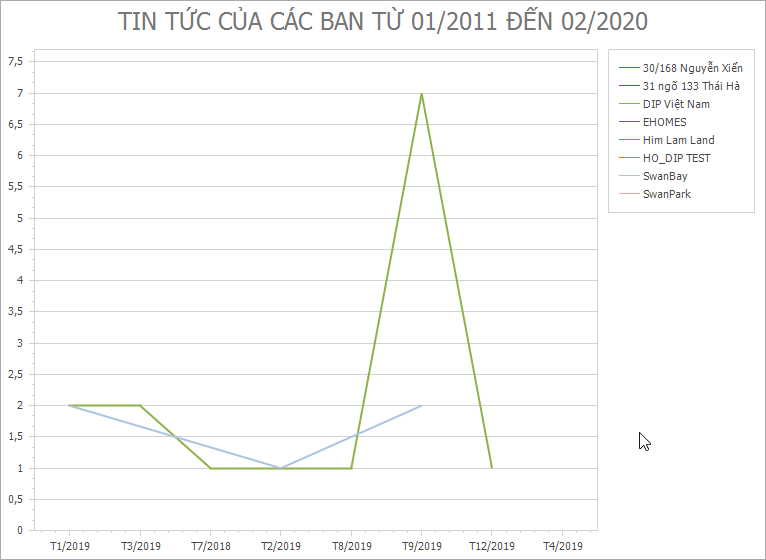 TIN TỨC CỦA CÁC BAN TỪ 01/2011 ĐẾN 02/2020
7,5
7
6,5
6
5,5
5
4,5
4
3,5
3
2,5
2
1,5
1
0,5
0
T1/2019
T3/2019
T7/2018
T2/2019
T8/2019
T9/2019
T12/2019
T4/2019
30/168 Nguyễn Xiển
31 ngõ 133 Thái Hà
DIP Việt Nam
EHOMES
Him Lam Land
HO_DIP TEST
SwanBay
SwanPark